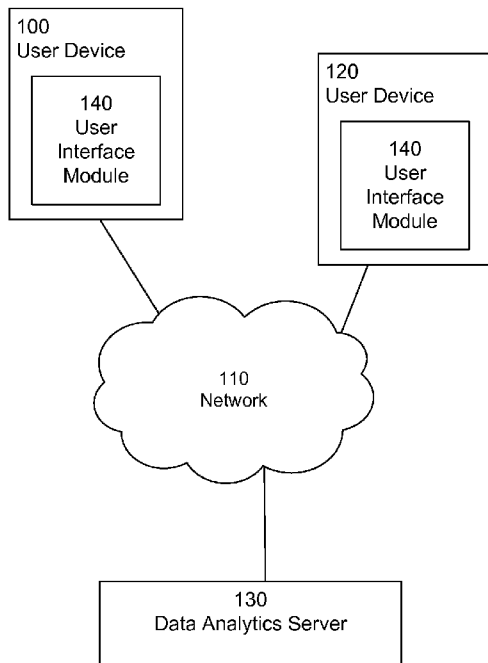 100
User Device
140
User
Interface
Module
120
User Device
140
User
Interface
Module
110
Network
130
Data Analytics Server